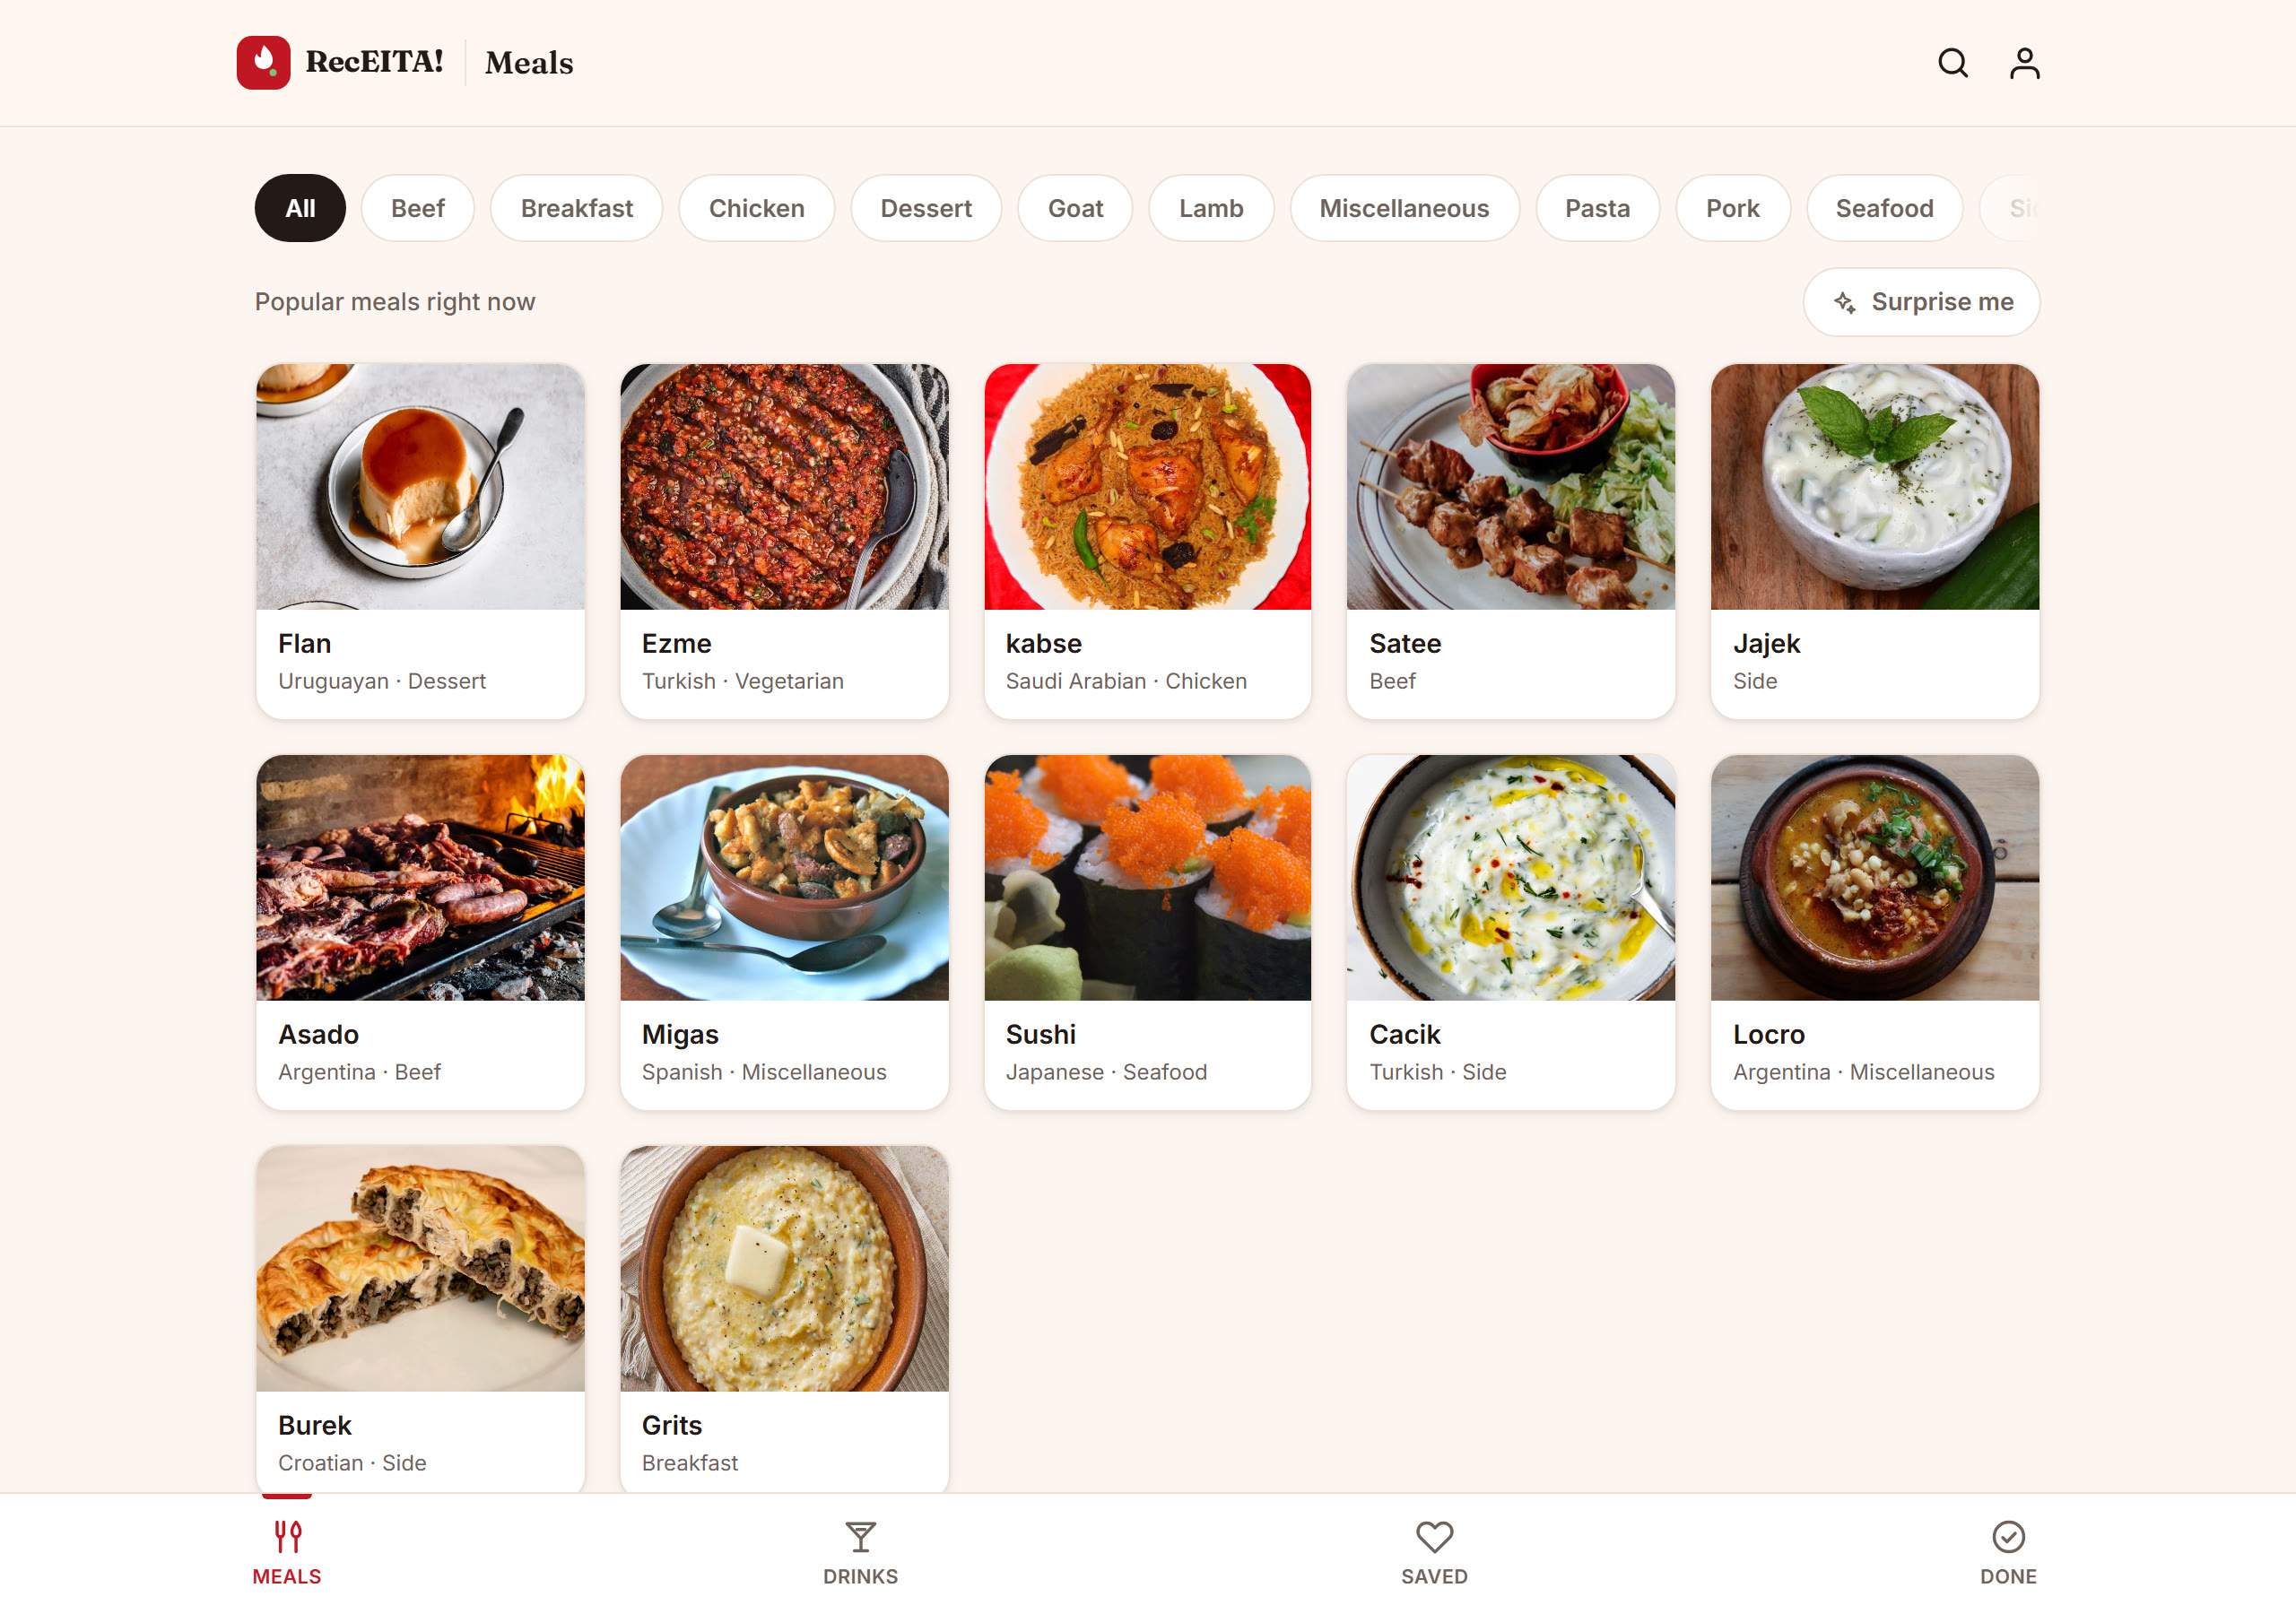 RecEITA!
Meals
All
Beef
Breakfast
Chicken
Dessert
Goat
Lamb
Miscellaneous
Pasta
Pork
Seafood
Popular meals right now
Surprise me
Flan
Uruguayan · Dessert
Ezme
Turkish · Vegetarian
kabse
Saudi Arabian · Chicken
Satee
Beef
Jajek
Side
Asado
Argentina · Beef
Migas
Spanish · Miscellaneous
Sushi
Japanese · Seafood
Cacik
Turkish · Side
Locro
Argentina · Miscellaneous
Burek
Croatian · Side
Grits
Breakfast
MEALS
DRINKS
SAVED
DONE